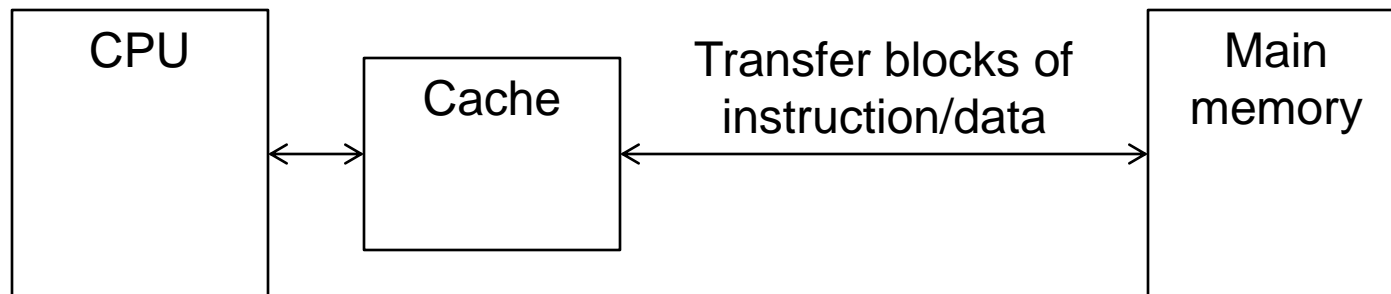 CPU
Cache
Transfer blocks of
instruction/data
Main
memory